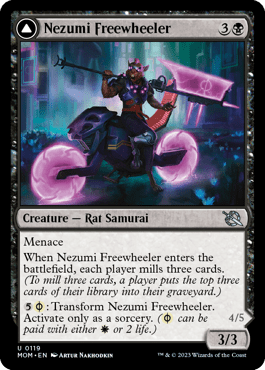 Nezumi Freewheeler 3
Creature — Rat Samurai
Menace
When Nezumi Freewheeler enters the
battlefield, each player mills three cards.
(To mill three cards, a player puts the top three
cards of their library into their graveyard.)
5 : Transform Nezumi Freewheeler.
Activate only as a sorcery. ( can be
paid with either or 2 life.)
4/5
3/3
U 0119
MOM • EN Artur Nakhodkin
™ & © 2023 Wizards of the Coast